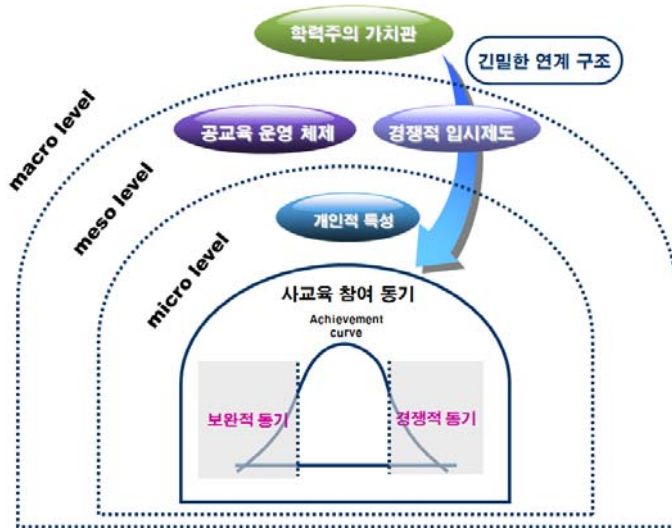 학력주의 가치관
긴밀한 연계 구조
공교육 운영 체제
경쟁적 입시제도
macro level
meso level
개인적 특성
micro level
사교육 참여 동기
Achievement
curve
보완적 동기
경쟁적 동기